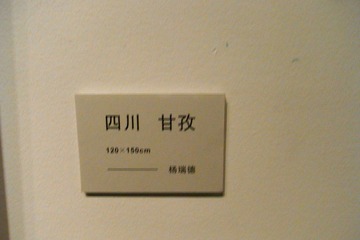 四川 甘孜
120×150cm
—— 杨瑞德